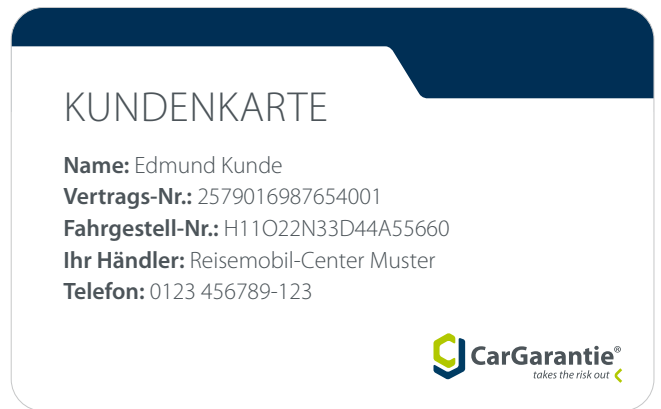 KUNDENKARTE
Name: Edmund Kunde
Vertrags-Nr.: 2579016987654001
Fahrgestell-Nr.: H11O22N33D44A55660
Ihr Händler: Reisemobil-Center Muster
Telefon: 0123 456789-123
CarGarantie®
takes the risk out